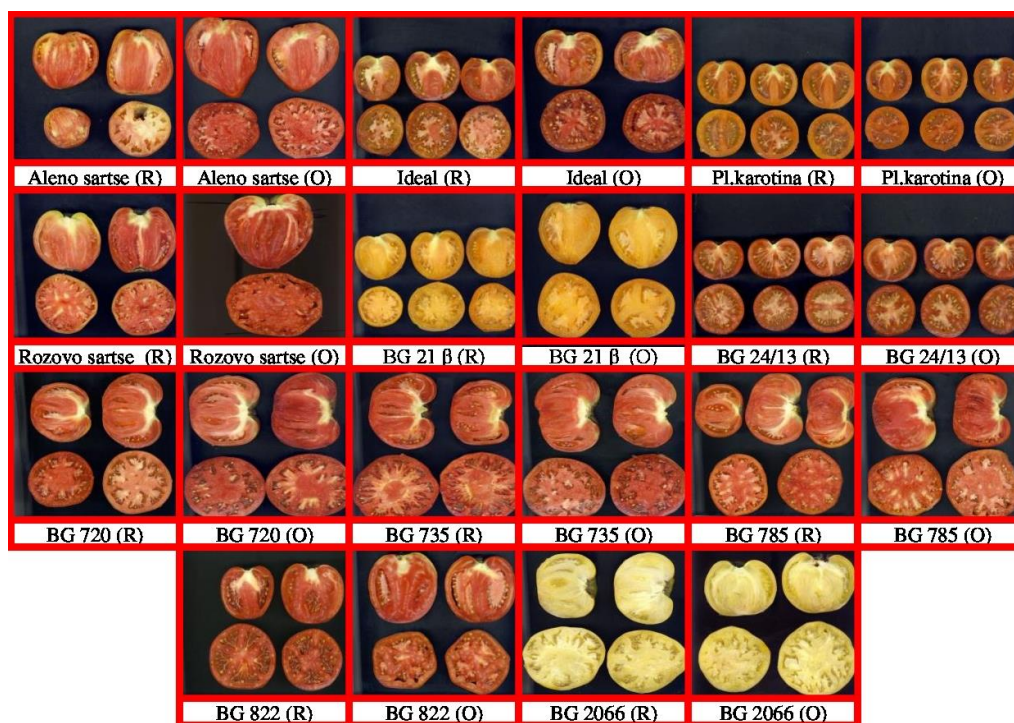 Aleno sartse (R)
Aleno sartse (O)
Ideal (R)
Ideal (O)
Pl.karotina (R)
Pl.karotina (O)
Rozovo sartse (R)
Rozovo sartse (O)
BG 21 β (R)
BG 21 β (O)
BG 24/13 (R)
BG 24/13 (O)
BG 720 (R)
BG 720 (O)
BG 735 (R)
BG 735 (O)
BG 785 (R)
BG 785 (O)
BG 822 (R)
BG 822 (O)
BG 2066 (R)
BG 2066 (O)